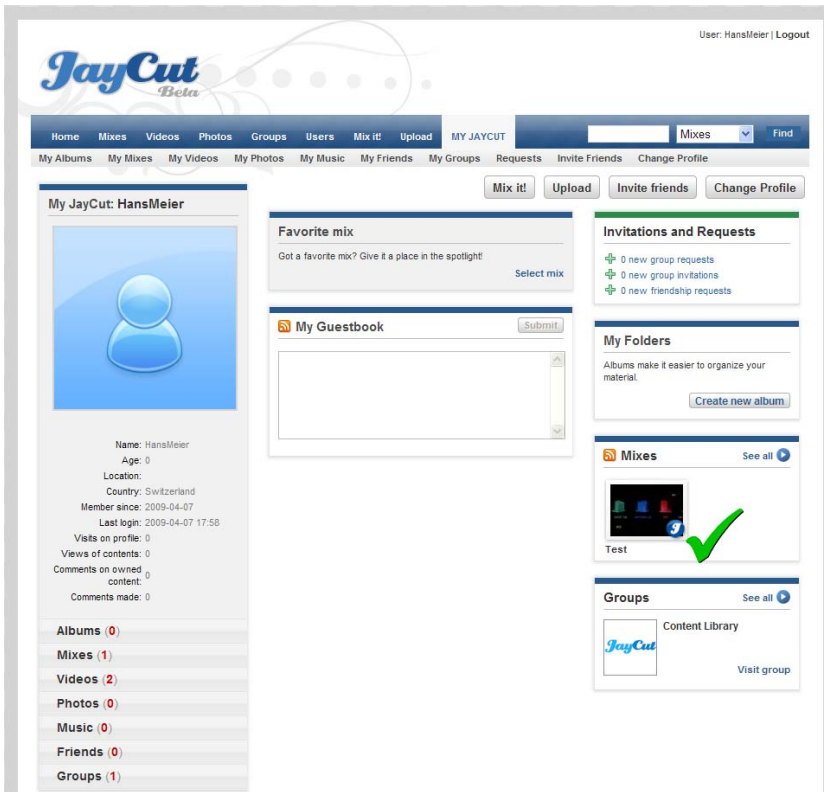 User: HansMeier | Logout
JayCut
Beta
Home Mixes Videos Photos Groups Users Mix it! Upload MY JAYCUT Mixes Find
My Albums My Mixes My Videos My Photos My Music My Friends My Groups Requests Invite Friends Change Profile
Mix it! Upload Invite friends Change Profile
My JayCut: HansMeier
Name: HansMeier
Age: 0
Location:
Country: Switzerland
Member since: 2009-04-07
Last login: 2009-04-07 17:58
Visits on profile: 0
Views of contents: 0
Comments on owned
content: 0
Comments made: 0
Albums (0)
Mixes (1)
Videos (2)
Photos (0)
Music (0)
Friends (0)
Groups (1)
Favorite mix
Got a favorite mix? Give it a place in the spotlight!
Select mix
My Guestbook Submit
Invitations and Requests
0 new group requests
0 new group invitations
0 new friendship requests
My Folders
Albums make it easier to organize your
material.
Create new album
Mixes See all
Test
Groups See all
Content Library
JayCut
Visit group